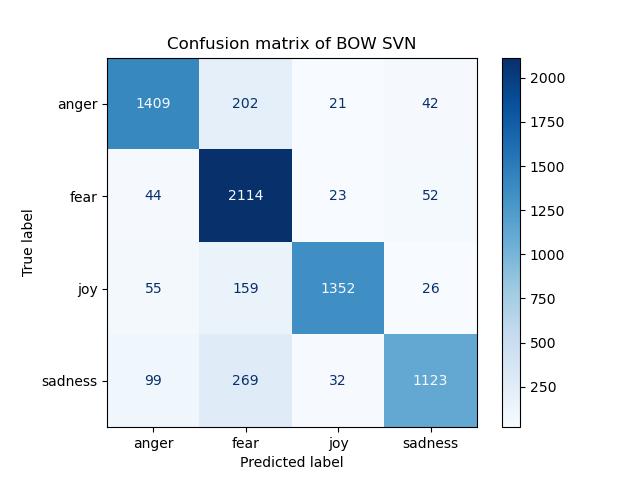 Confusion matrix of BOW SVN
True label
anger 1409 202 21 42
fear 44 2114 23 52
joy 55 159 1352 26
sadness 99 269 32 1123
anger fear joy sadness
Predicted label
2000
1750
1500
1250
1000
750
500
250